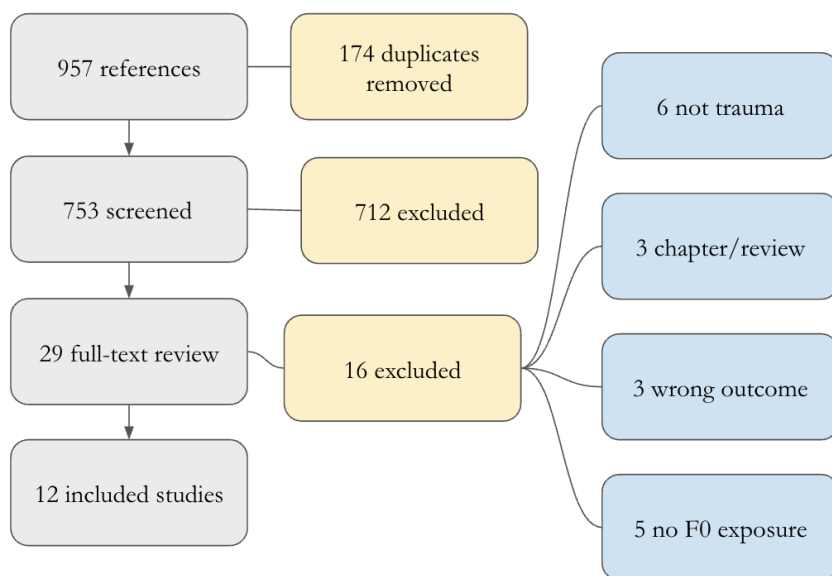 957 references
174 duplicates
removed
6 not trauma
753 screened
712 excluded
3 chapter/review
29 full-text review
16 excluded
3 wrong outcome
12 included studies
5 no F0 exposure